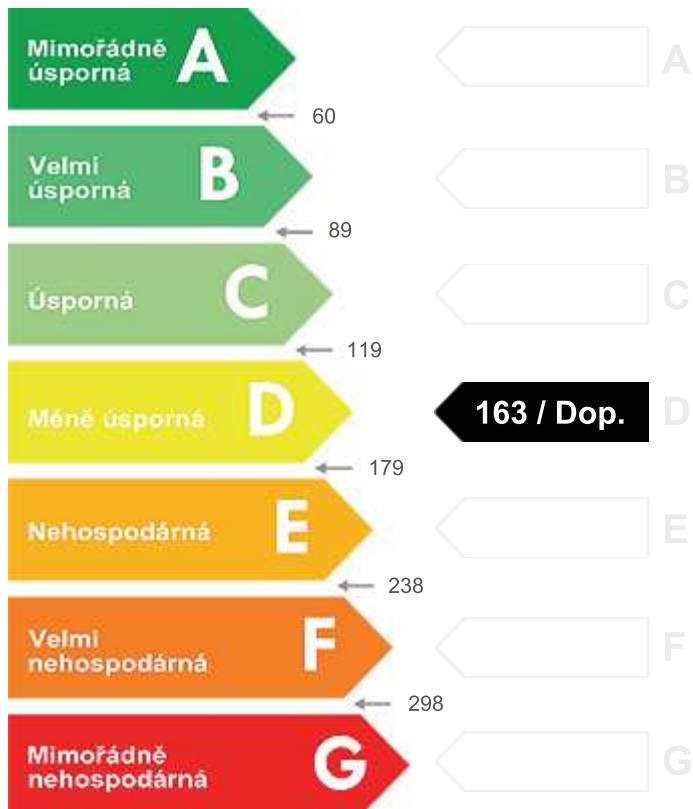 Mimořádně
úsporná
A
A
60
Velmi
úsporná
B
B
89
Úsporná
C
C
119
Méně úsporná
D
163 / Dop.
D
179
Nehospodárná
E
E
238
Velmi
nehospodárná
F
F
298
Mimořádně
nehospodárná
G
G